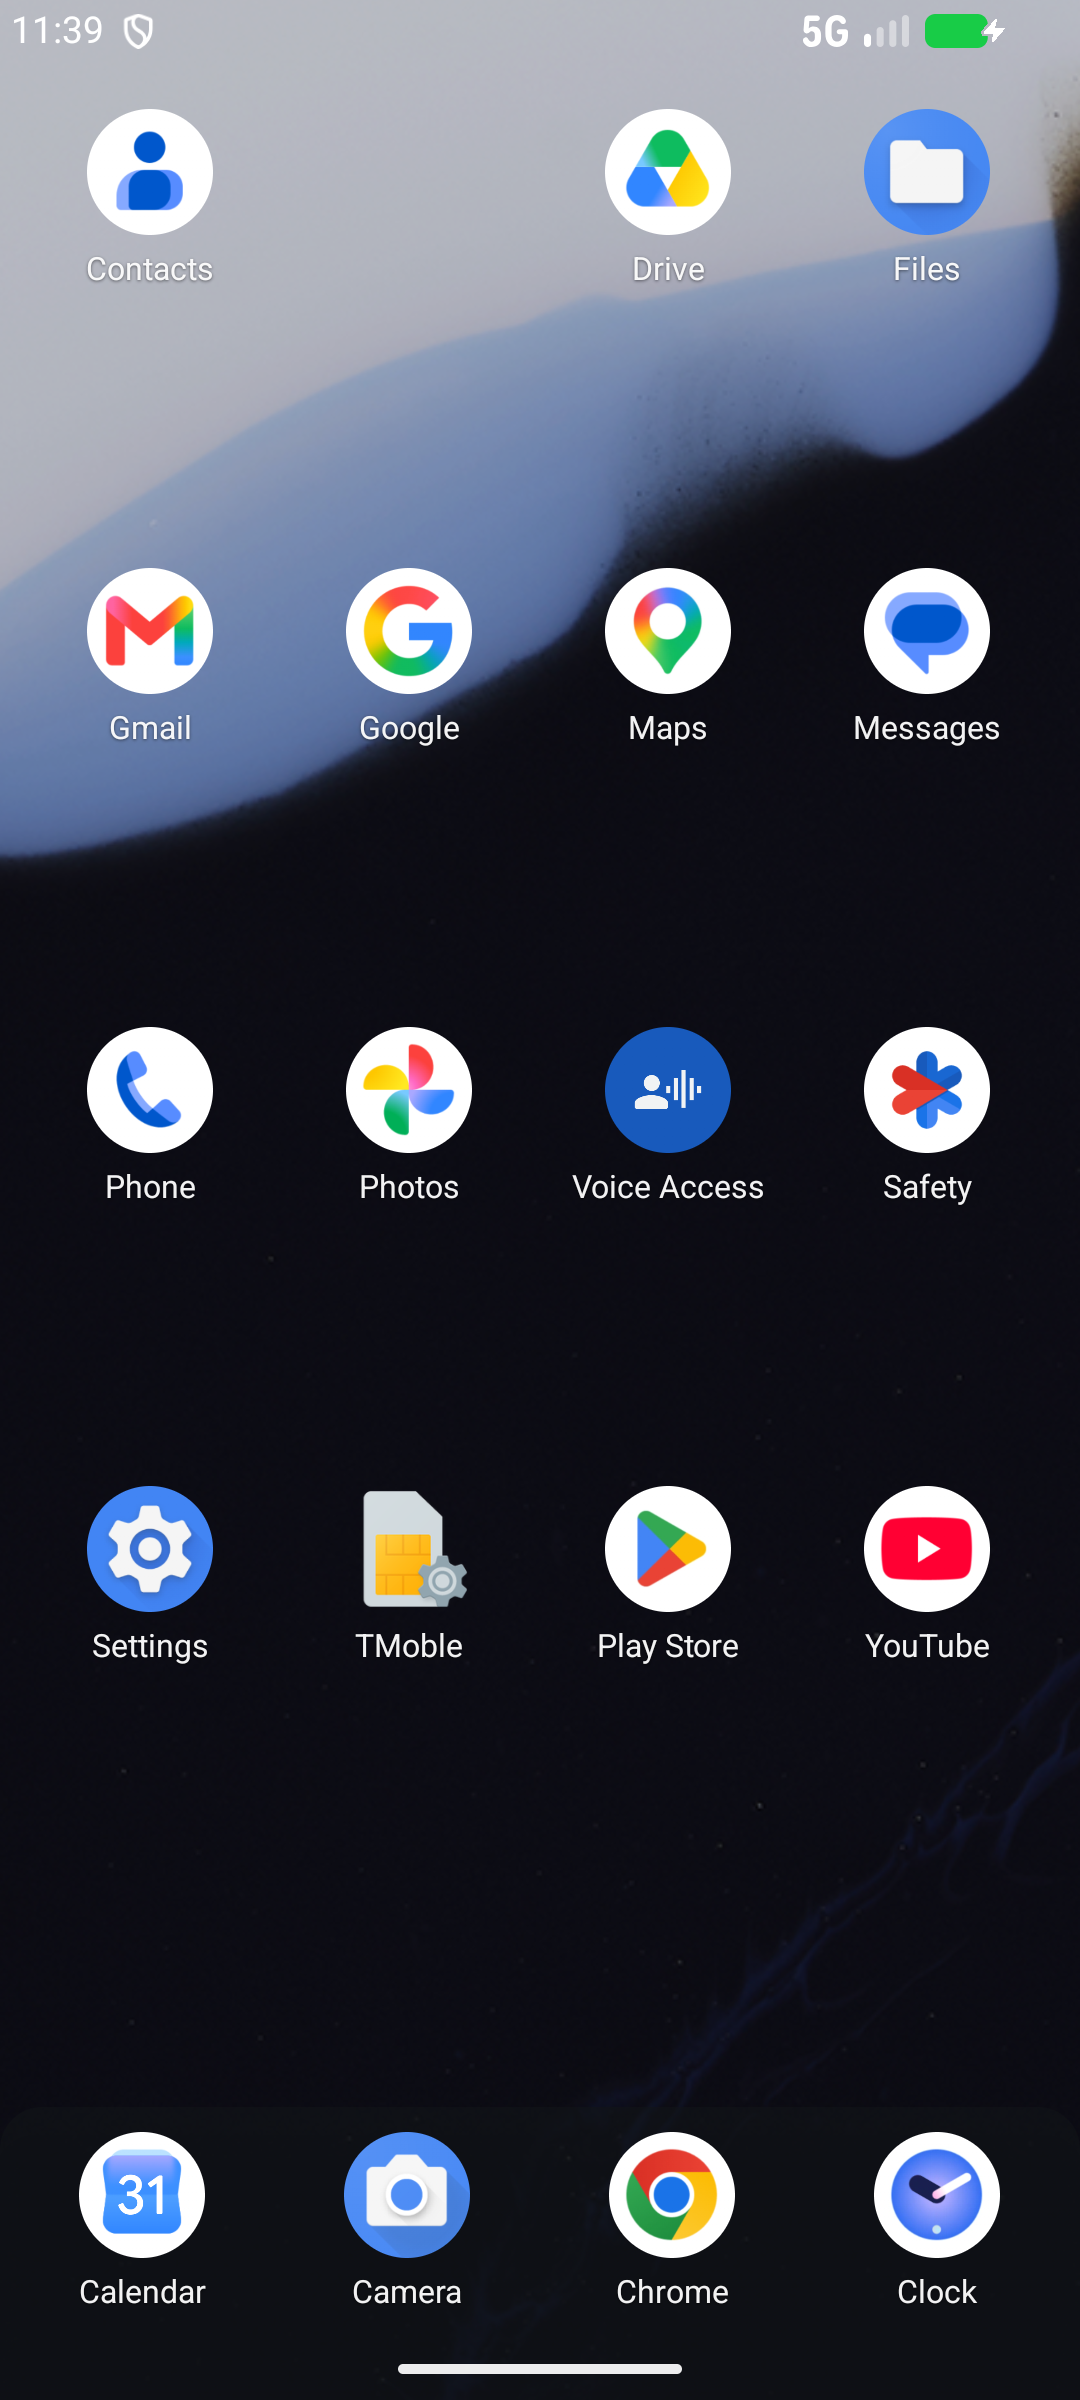 11:39 5G
Contacts Drive Files
Gmail Google Maps Messages
Phone Photos Voice Access Safety
Settings TMoble Play Store YouTube
31
Calendar Camera Chrome Clock